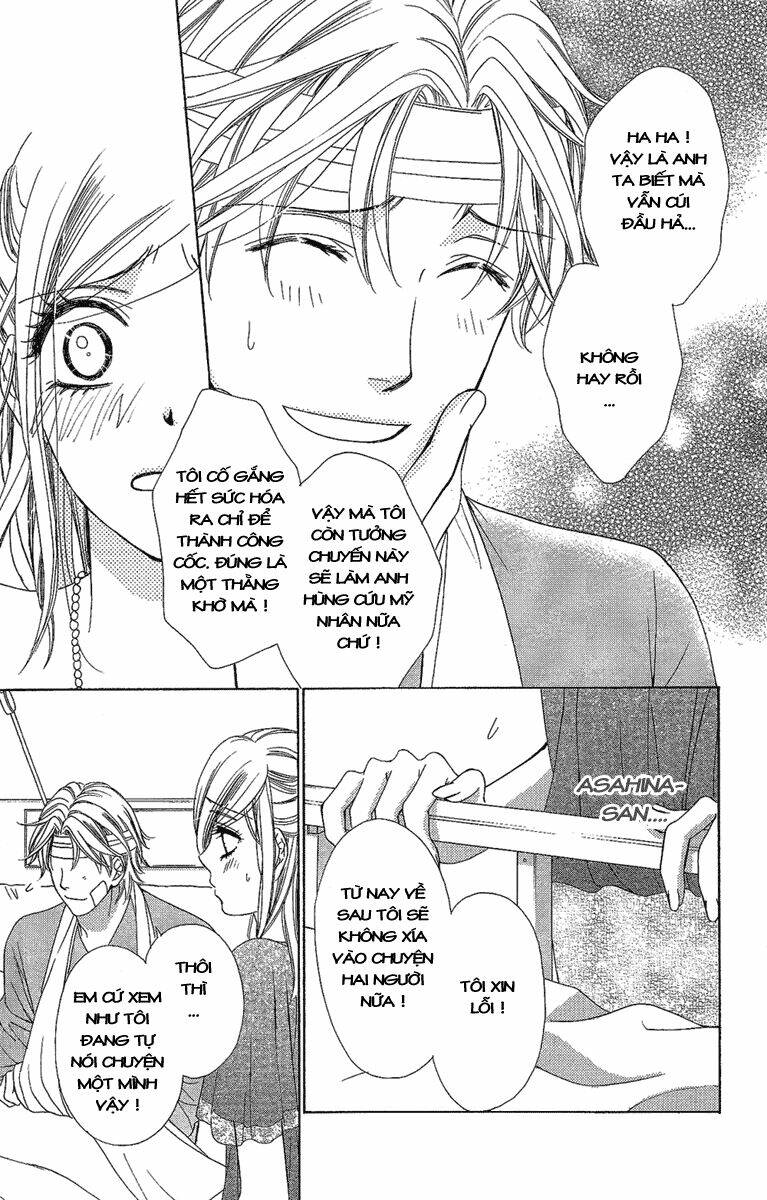 HA HA !
VẬY LÀ ANH
TA BIẾT MÀ
VẪN CÚI
ĐẦU HẢ...
KHÔNG
HAY RỒI
...
VẬY MÀ TÔI
CÒN TƯỞNG
CHUYẾN NÀY
SẼ LÀM ANH
HÙNG CỨU MỸ
NHÂN NỮA
CHỨ !
TÔI CỐ GẮNG
HẾT SỨC HÓA
RA CHỈ ĐỂ
THÀNH CÔNG
CỐC. ĐÚNG LÀ
MỘT THẰNG
KHỜ MÀ !
ASAHINA-
SAN....
TÔI XIN
LỖI !
TỪ NAY VỀ
SAU TÔI SẼ
KHÔNG XÍA
VÀO CHUYỆN
HAI NGƯỜI
NỮA !
THÔI
THÌ
...
EM CỨ XEM
NHƯ TÔI
ĐANG TỰ
NÓI CHUYỆN
MỘT MÌNH
VẬY !